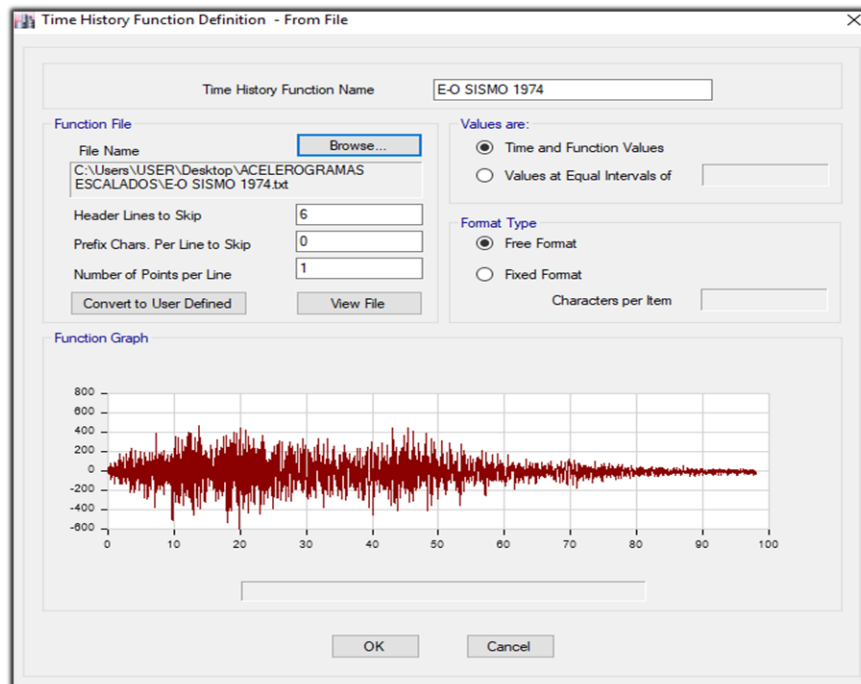 Time History Function Definition - From File
Time History Function Name
E-O SISMO 1974
Function File
File Name
Browse...
C:\Users\USER\Desktop\ACELEROGRAMAS
ESCALADOS\E-O SISMO 1974.txt
Header Lines to Skip
6
Prefix Chars. Per Line to Skip
0
Number of Points per Line
1
Convert to User Defined
View File
Values are:
Time and Function Values
Values at Equal Intervals of
Format Type
Free Format
Fixed Format
Characters per Item
Function Graph
800
600
400
200
0
-200
-400
-600
0 10 20 30 40 50 60 70 80 90 100
OK
Cancel